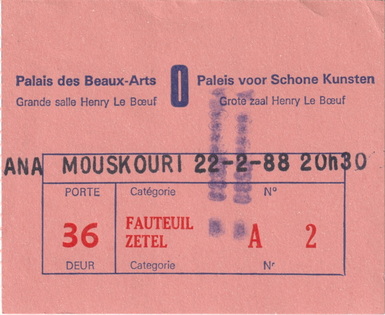 Palais des Beaux-Arts Paleis voor Schone Kunsten
Grande salle Henry Le Bœuf Grote zaal Henry Le Bœuf
ANA MOUSKOURI 22-2-88 20h30
PORTE Catégorie N°
36 FAUTEUIL
ZETEL A 2
DEUR Categorie Nr